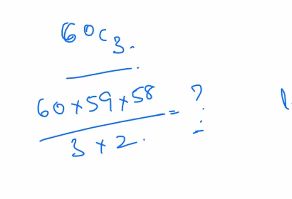 60C3.
60×59×58 / 3×2. = ?